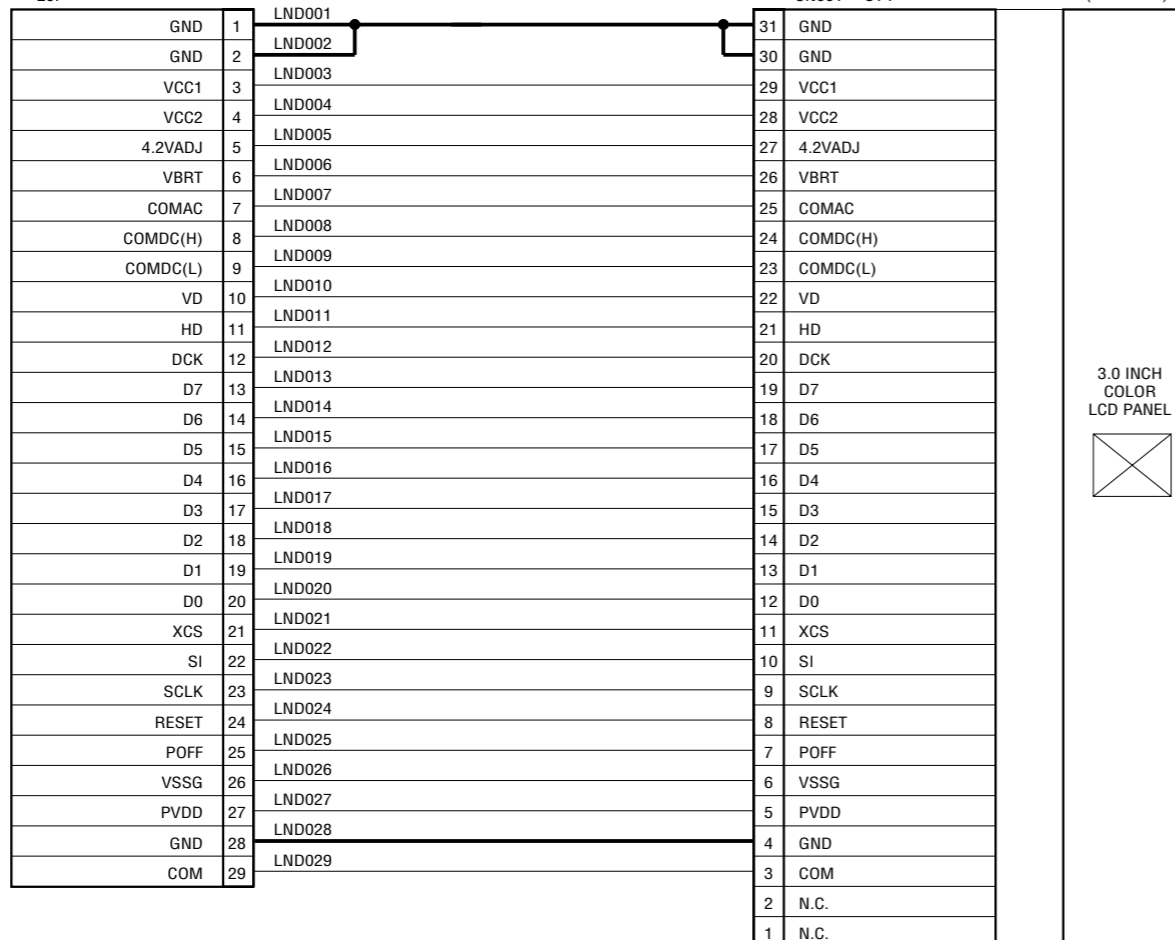 GND 1 LND001 31 GND
GND 2 LND002 30 GND
VCC1 3 LND003 29 VCC1
VCC2 4 LND004 28 VCC2
4.2VADJ 5 LND005 27 4.2VADJ
VBRT 6 LND006 26 VBRT
COMAC 7 LND007 25 COMAC
COMDC(H) 8 LND008 24 COMDC(H)
COMDC(L) 9 LND009 23 COMDC(L)
VD 10 LND010 22 VD
HD 11 LND011 21 HD
DCK 12 LND012 20 DCK
D7 13 LND013 19 D7
D6 14 LND014 18 D6
D5 15 LND015 17 D5
D4 16 LND016 16 D4
D3 17 LND017 15 D3
D2 18 LND018 14 D2
D1 19 LND019 13 D1
D0 20 LND020 12 D0
XCS 21 LND021 11 XCS
SI 22 LND022 10 SI
SCLK 23 LND023 9 SCLK
RESET 24 LND024 8 RESET
POFF 25 LND025 7 POFF
VSSG 26 LND026 6 VSSG
PVDD 27 LND027 5 PVDD
GND 28 LND028 4 GND
COM 29 LND029 3 COM
2 N.C.
1 N.C.
3.0 INCH
COLOR
LCD PANEL